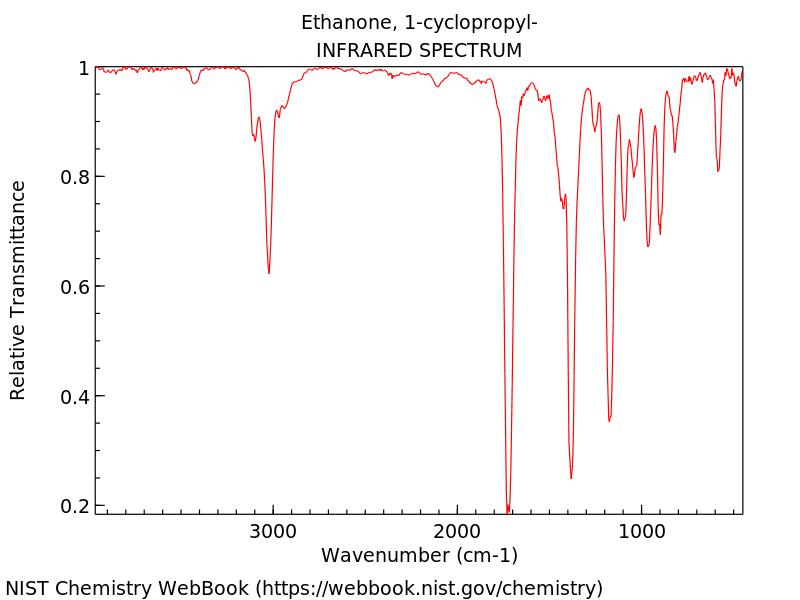 Ethanone, 1-cyclopropyl-
INFRARED SPECTRUM
1
0.8
0.6
0.4
0.2
Relative Transmittance
3000 2000 1000
Wavenumber (cm-1)
NIST Chemistry WebBook (https://webbook.nist.gov/chemistry)